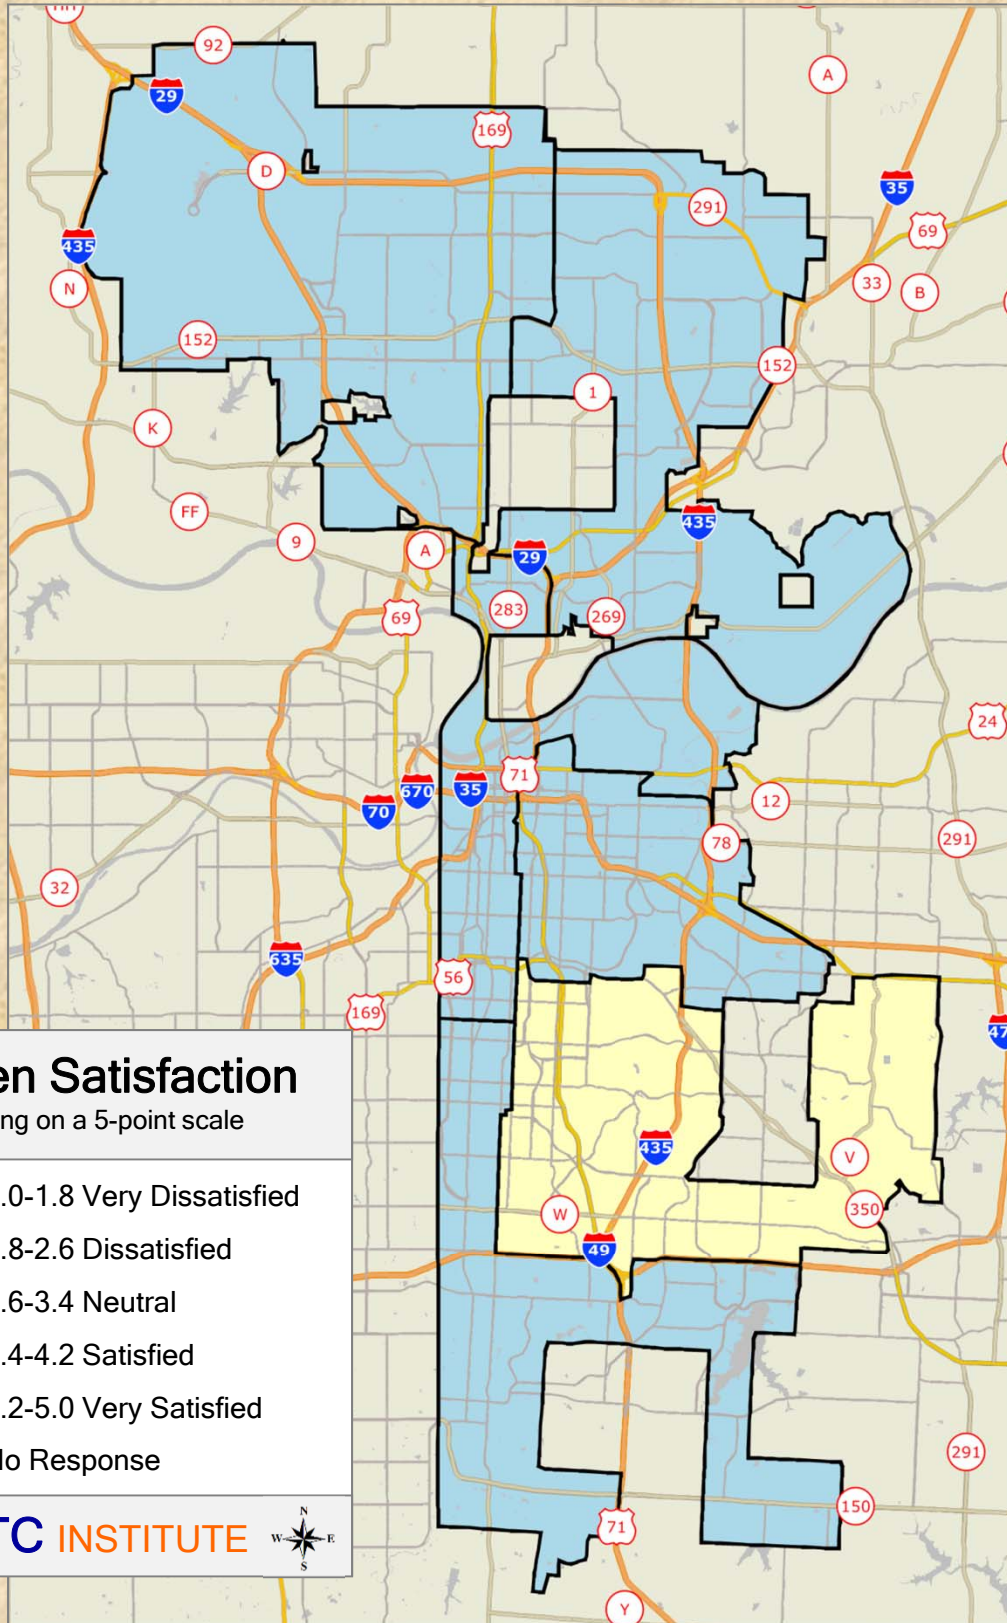 HH
92
A
29
169
D
35
291
69
435
N
33
B
152
152
1
K
FF
435
9
A
29
283
269
69
24
71
670
35
70
12
78
291
32
635
56
169
47
en Satisfaction
ng on a 5-point scale
435
V
.0-1.8 Very Dissatisfied
350
W
.8-2.6 Dissatisfied
49
.6-3.4 Neutral
.4-4.2 Satisfied
.2-5.0 Very Satisfied
lo Response
291
150
N
TC INSTITUTE
W E
S
71
Y